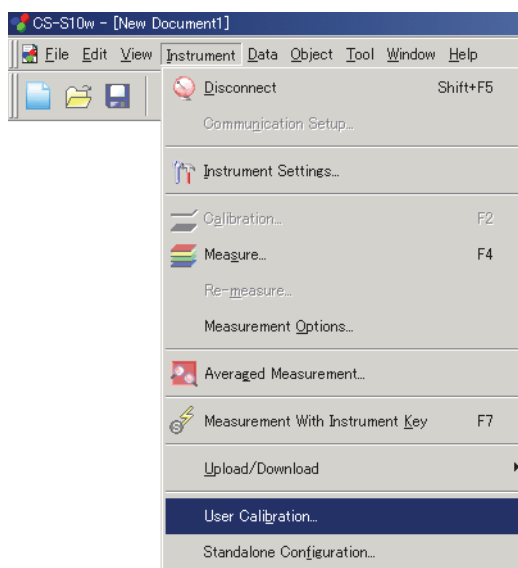 CS-S10w - [New Document1]
File Edit View Instrument Data Object Tool Window Help
Disconnect Shift+F5
Communication Setup...
Instrument Settings...
Calibration... F2
Measure... F4
Re-measure...
Measurement Options...
Averaged Measurement...
Measurement With Instrument Key F7
Upload/Download
User Calibration...
Standalone Configuration...